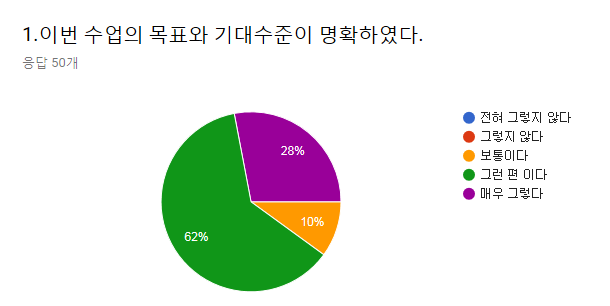 1.이번 수업의 목표와 기대수준이 명확하였다.
응답 50개
28%
10%
62%
전혀 그렇지 않다
그렇지 않다
보통이다
그런 편 이다
매우 그렇다